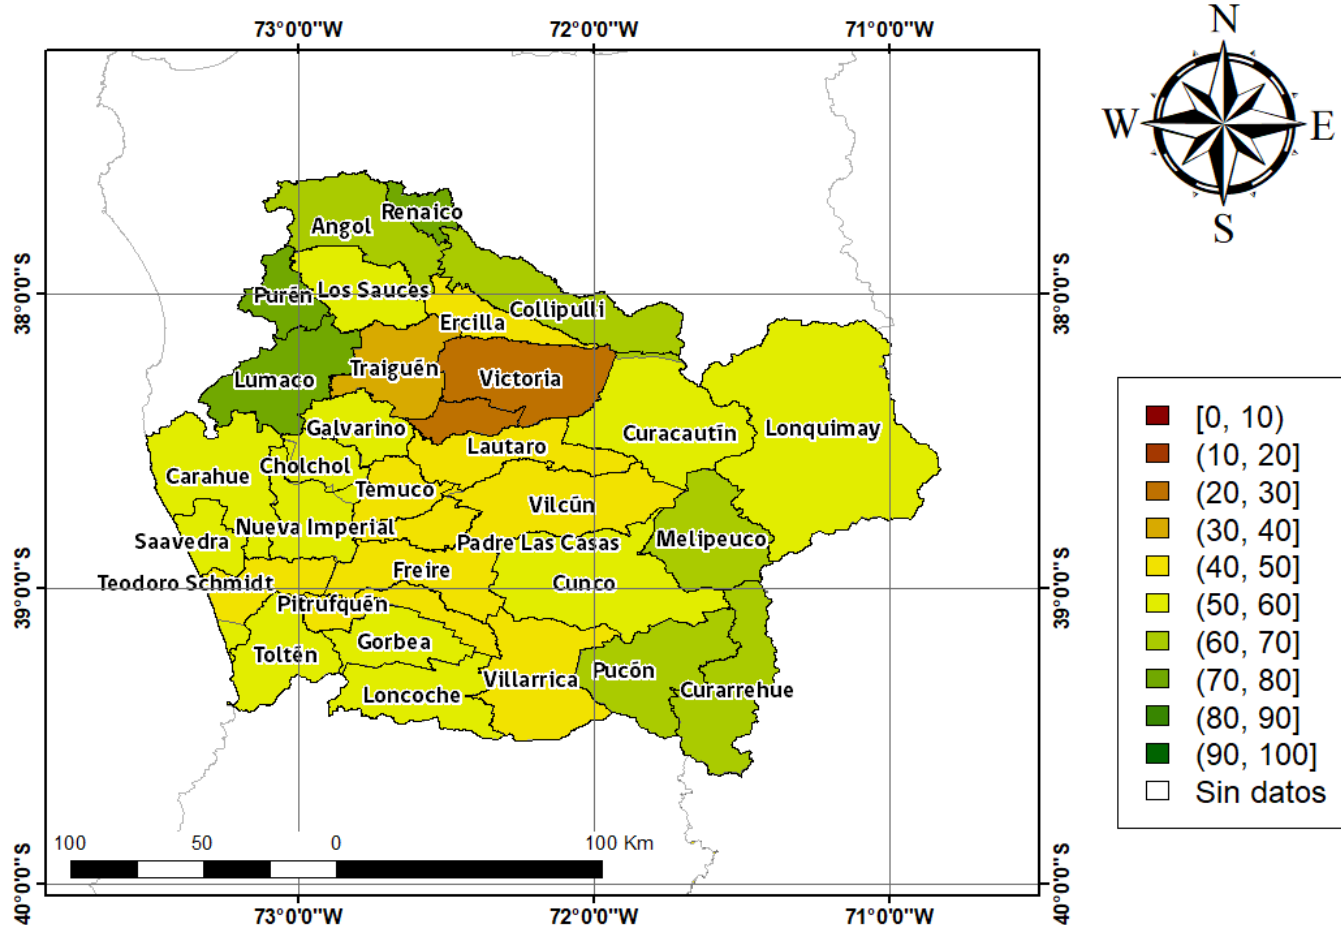 73°0'0"W 72°0'0"W 71°0'0"W
N
W E
S
38°0'0"S
39°0'0"S
40°0'0"S
Renaico
Angol
Purén Los Sauces
Collipulli
Ercilla
Traiguén
Lumaco
Victoria
Galvarino
Curacautín Lonquimay
Lautaro
Cholchol
Carahue
Temuco
Vilcún
Nueva Imperial
Saavedra
Padre Las Casas
Melipeuco
Freire
Teodoro Schmidt
Cunco
Pitrufquén
Gorbea
Toltén
Pucón
Villarrica
Curarrehue
Loncoche
38°0'0"S
39°0'0"S
40°0'0"S
[0, 10)
(10, 20]
(20, 30]
(30, 40]
(40, 50]
(50, 60]
(60, 70]
(70, 80]
(80, 90]
(90, 100]
Sin datos
100 50 0 100 Km
73°0'0"W 72°0'0"W 71°0'0"W